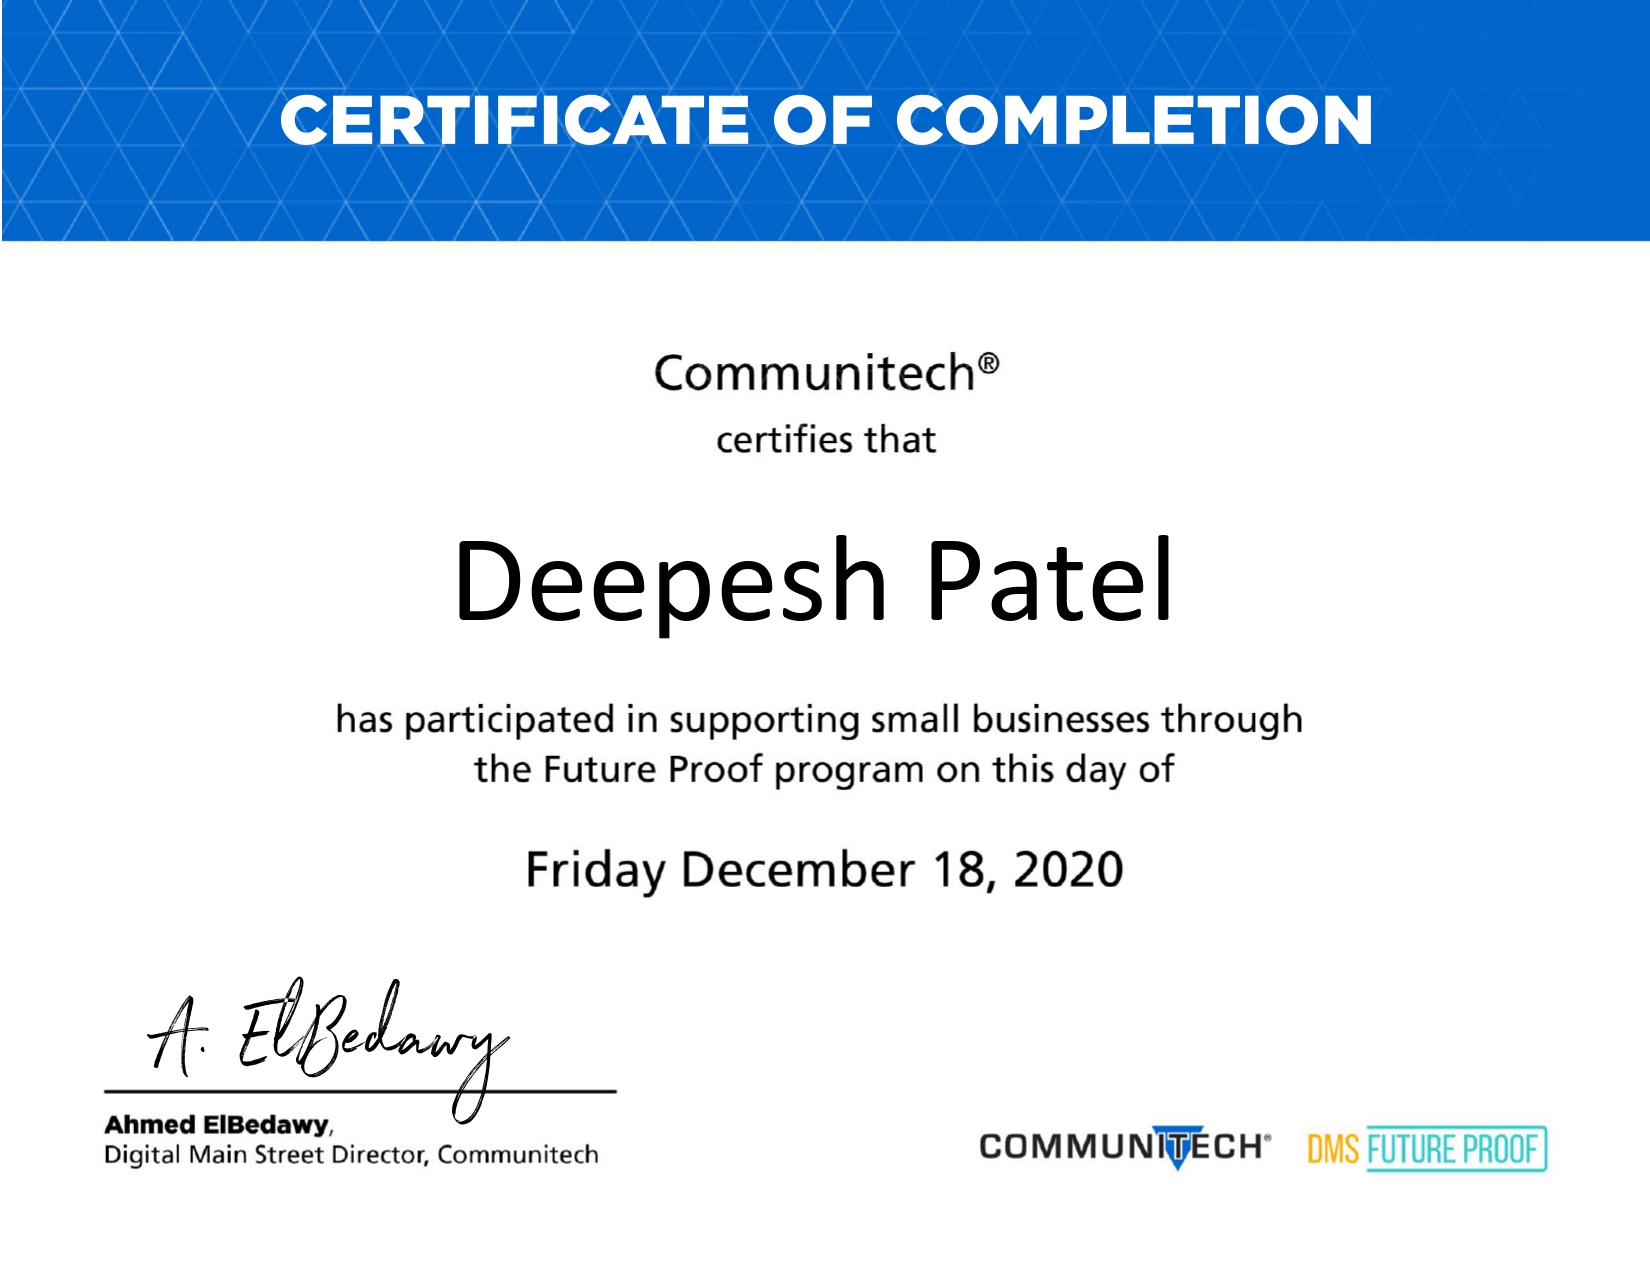 CERTIFICATE OF COMPLETION
Communitech®
certifies that
Deepesh Patel
has participated in supporting small businesses through
the Future Proof program on this day of
Friday December 18, 2020
A. ElBedawy
Ahmed ElBedawy,
Digital Main Street Director, Communitech
COMMUNITECH® DMS FUTURE PROOF